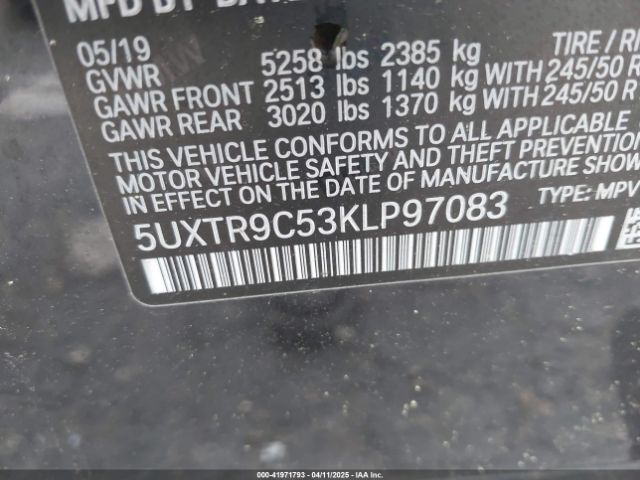 MFD BY
05/19
GVWR 5258 lbs 2385 kg TIRE / R
GAWR FRONT 2513 lbs 1140 kg WITH 245/50 R
GAWR REAR 3020 lbs 1370 kg WITH 245/50 R
THIS VEHICLE CONFORMS TO ALL APPLICABLE
MOTOR VEHICLE SAFETY AND THEFT PREVENTION
IN EFFECT ON THE DATE OF MANUFACTURE SHOW
5UXTR9C53KLP97083 TYPE: MPV
000-41971793 04/11/2025 - IAA Inc.